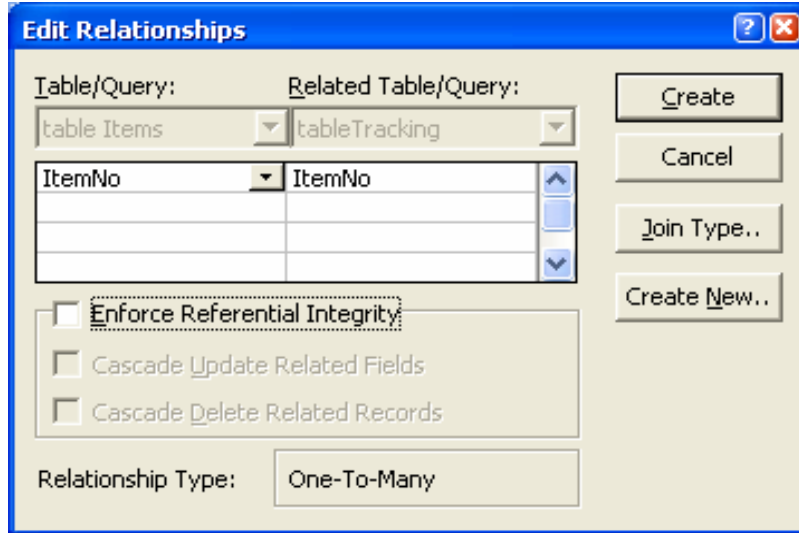 Edit Relationships
Table/Query: Related Table/Query:
table Items tableTracking
ItemNo ItemNo
Enforce Referential Integrity
Cascade Update Related Fields
Cascade Delete Related Records
Relationship Type: One-To-Many
Create
Cancel
Join Type..
Create New..